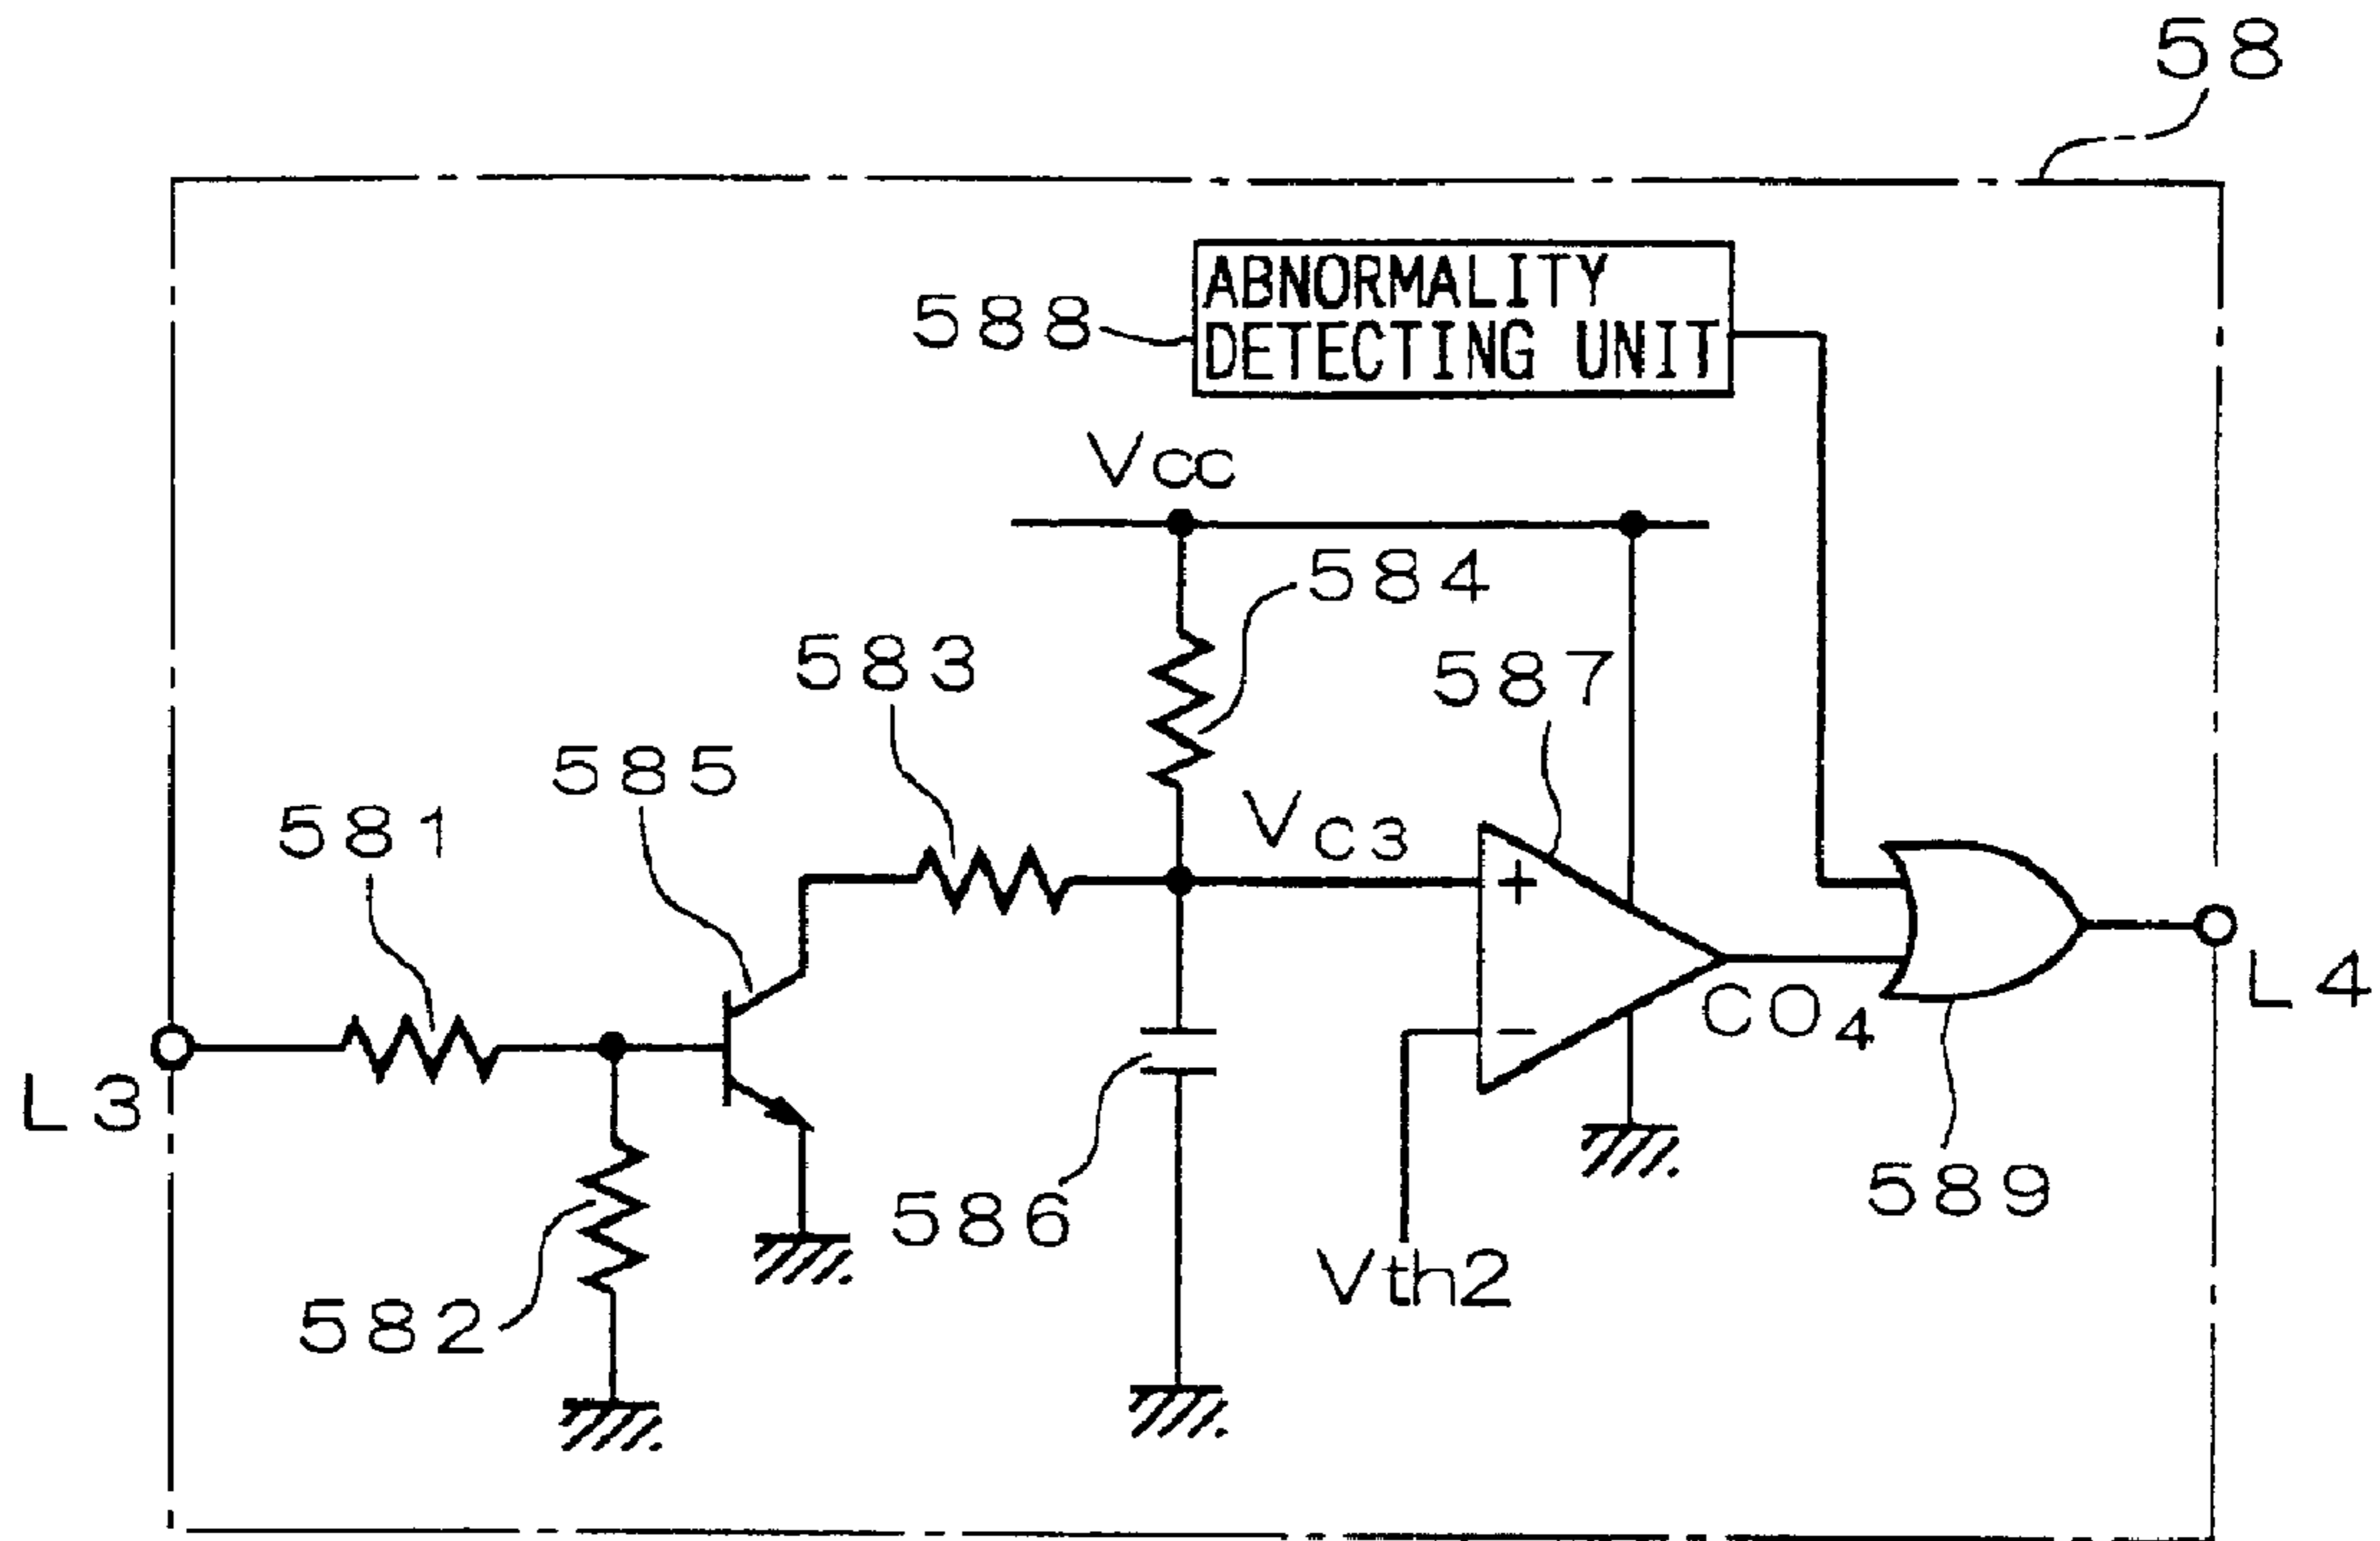 58
ABNORMALITY
DETECTING UNIT
588
Vcc
584
583
587
585
VC3
581
+
L4
CO4
−
L3
586
589
Vth2
582